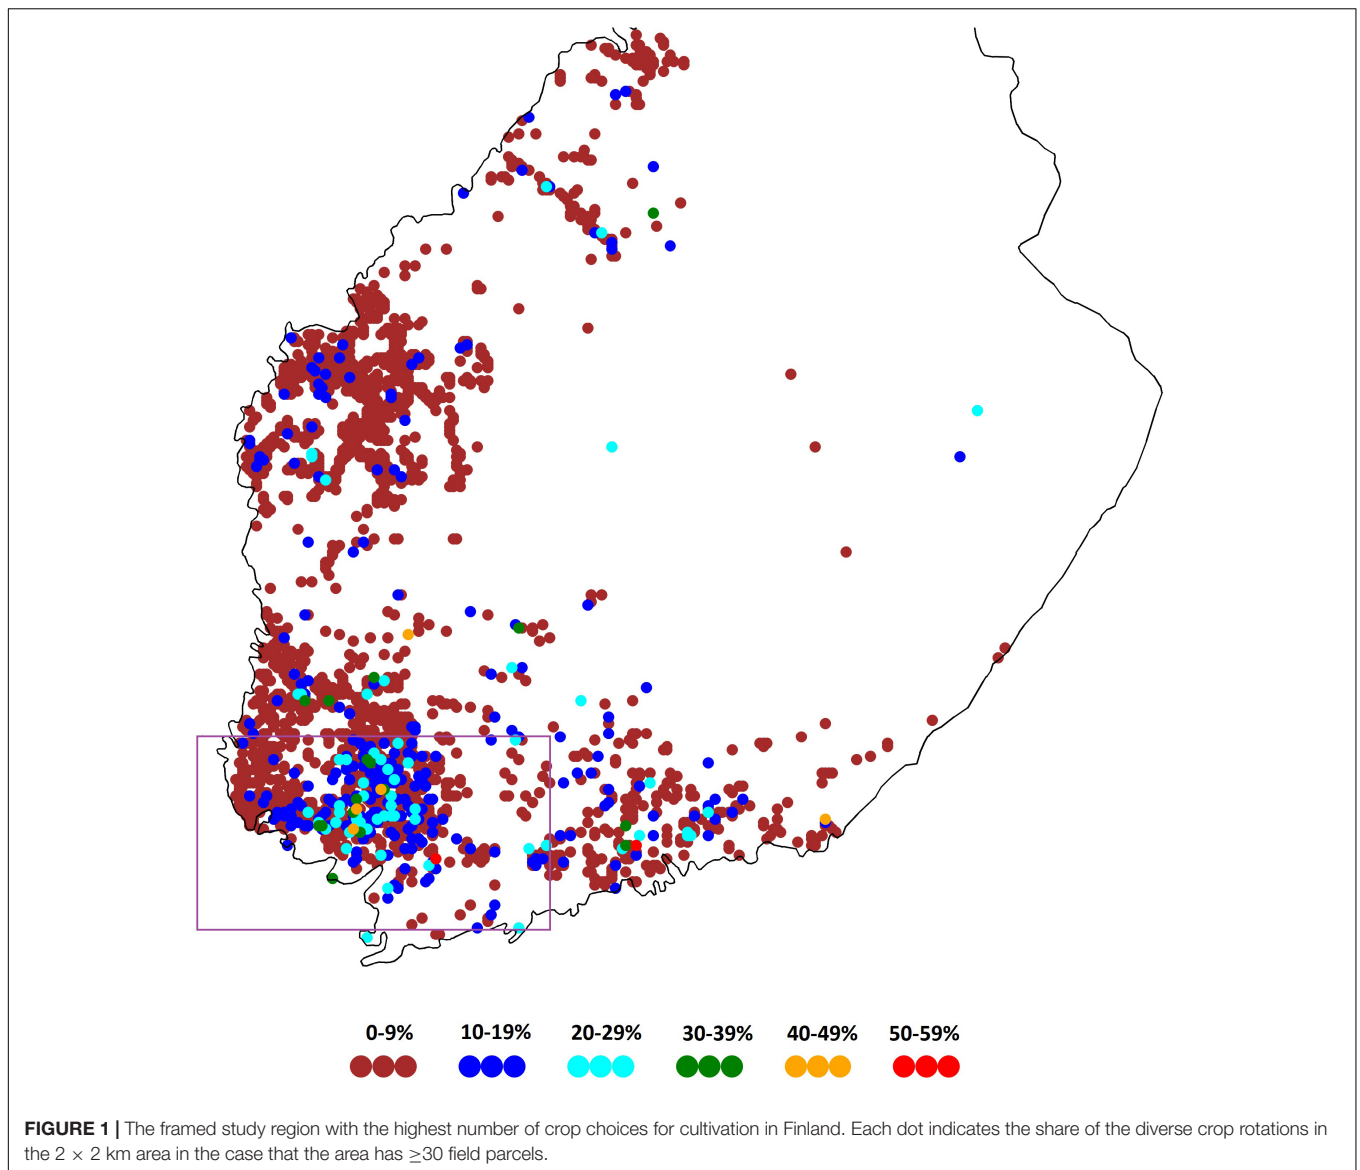 0-9% 10-19% 20-29% 30-39% 40-49% 50-59%
FIGURE 1 | The framed study region with the highest number of crop choices for cultivation in Finland. Each dot indicates the share of the diverse crop rotations in
the 2 × 2 km area in the case that the area has ≥30 field parcels.